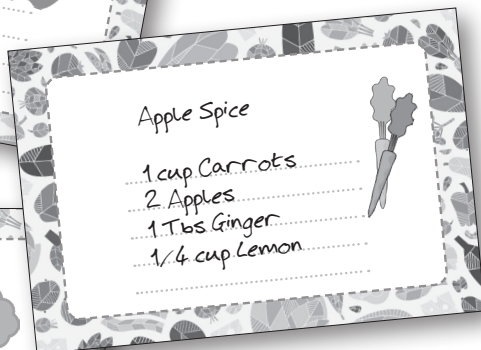 Apple Spice
1 cup Carrots
2 Apples
1 Tbs Ginger
1/4 cup Lemon